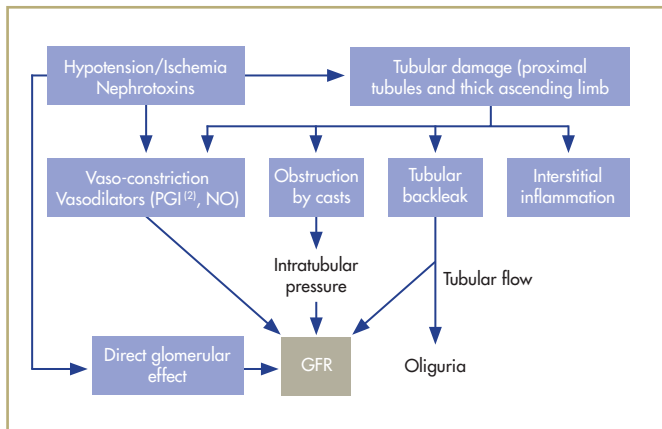 Hypotension/Ischemia
Nephrotoxins
Tubular damage (proximal
tubules and thick ascending limb
Vaso-constriction
Vasodilators (PGI(2), NO)
Obstruction
by casts
Tubular
backleak
Interstitial
inflammation
Intratubular
pressure
Tubular flow
Direct glomerular
effect
GFR
Oliguria